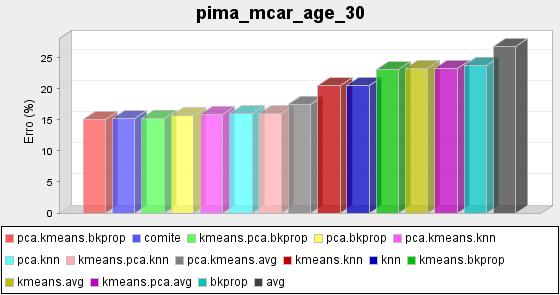 pima_mcar_age_30
Erro (%)
25
20
15
10
5
0
pca.kmeans.bkprop comite kmeans.pca.bkprop pca.bkprop pca.kmeans.knn
pca.knn kmeans.pca.knn pca.kmeans.avg kmeans.knn knn kmeans.bkprop
kmeans.avg kmeans.pca.avg bkprop avg